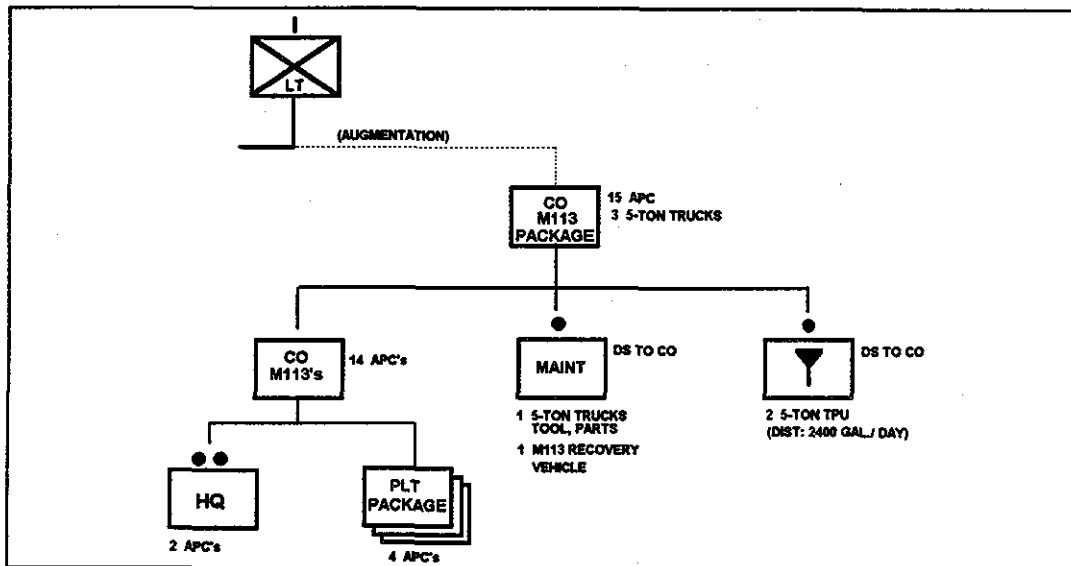 LT
(AUGMENTATION)
CO
M113
PACKAGE
15 APC
3 5-TON TRUCKS
CO
M113's
14 APC's
MAINT
DS TO CO
DS TO CO
1 5-TON TRUCKS
TOOL, PARTS
1 M113 RECOVERY
VEHICLE
2 5-TON TPU
(DIST: 2400 GAL./ DAY)
HQ
2 APC's
PLT
PACKAGE
4 APC's